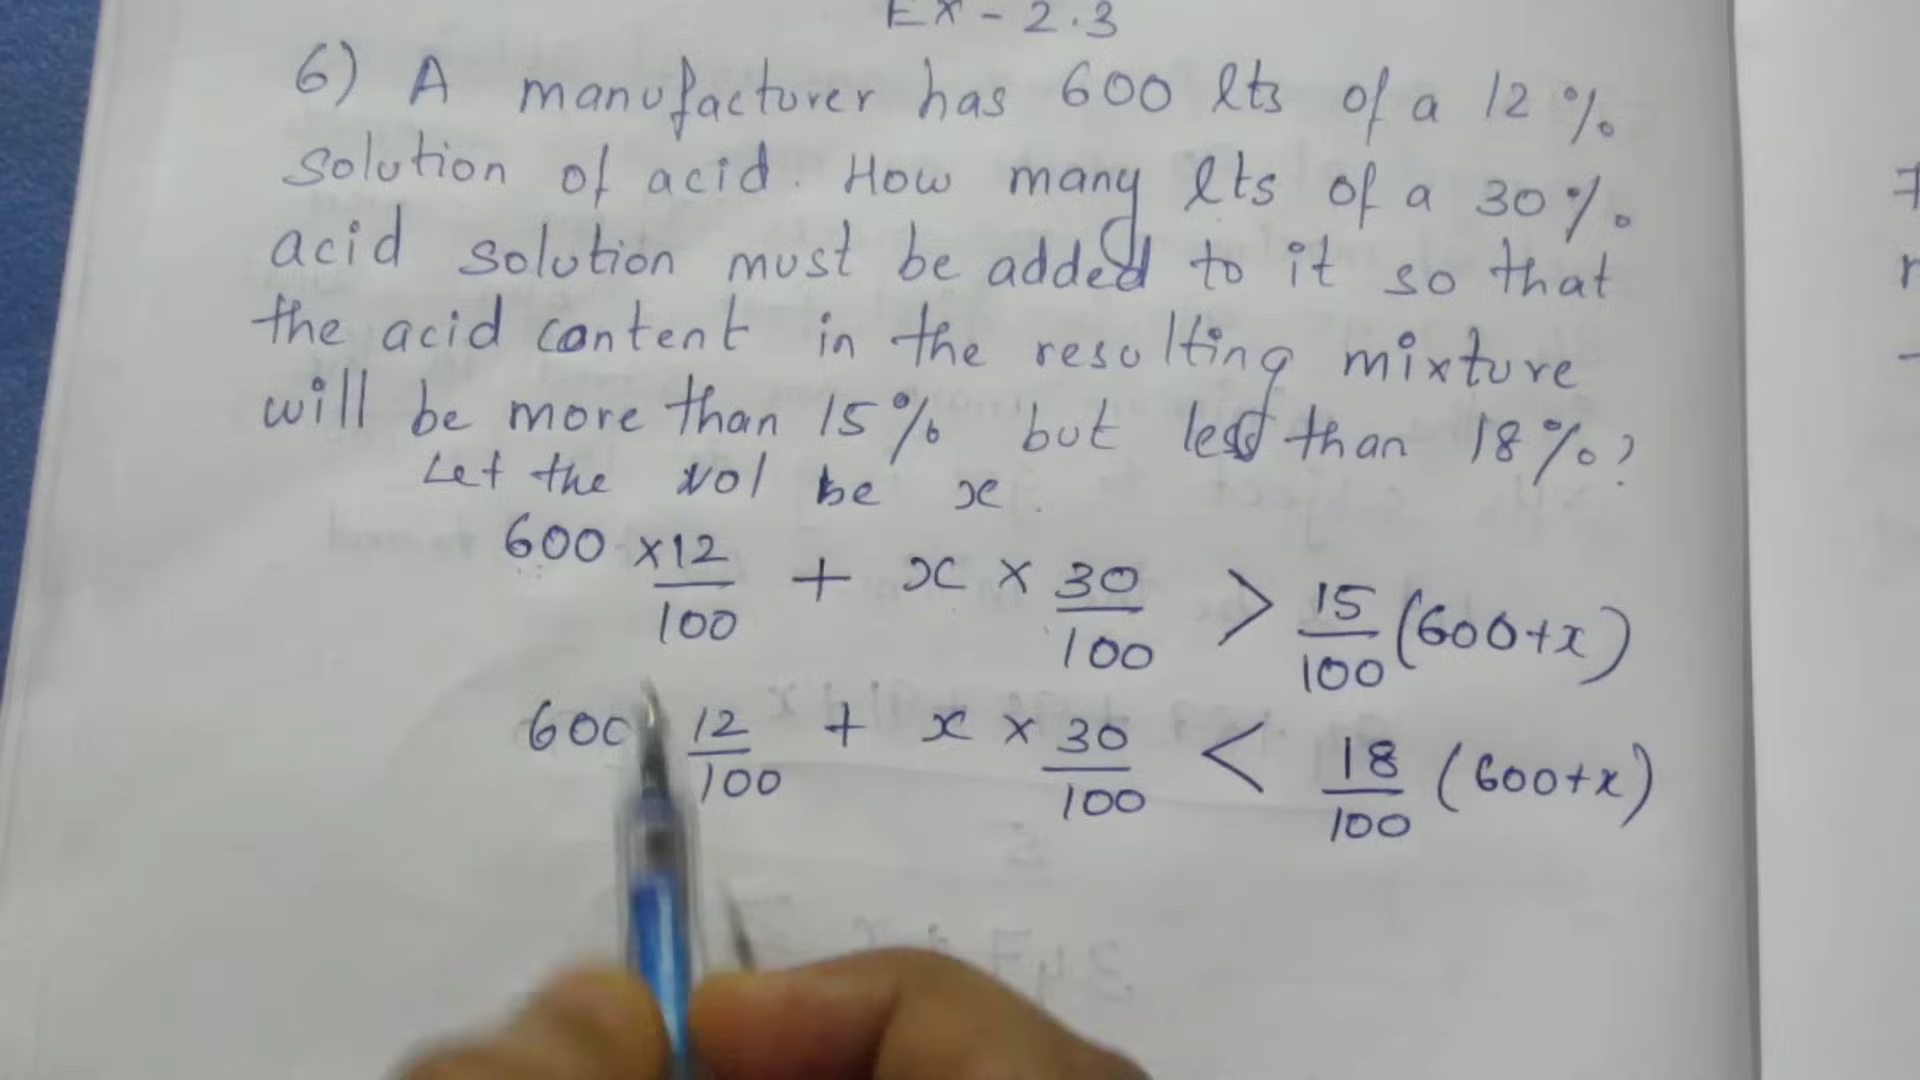 Ex - 2.3
6) A manufacturer has 600 lts of a 12%
solution of acid. How many lts of a 30%
acid solution must be added to it so that
the acid content in the resulting mixture
will be more than 15% but less than 18%?
Let the vol be x.
600 × 12/100 + x × 30/100 > 15/100 (600+x)
600 12/100 + x × 30/100 < 18/100 (600+x)